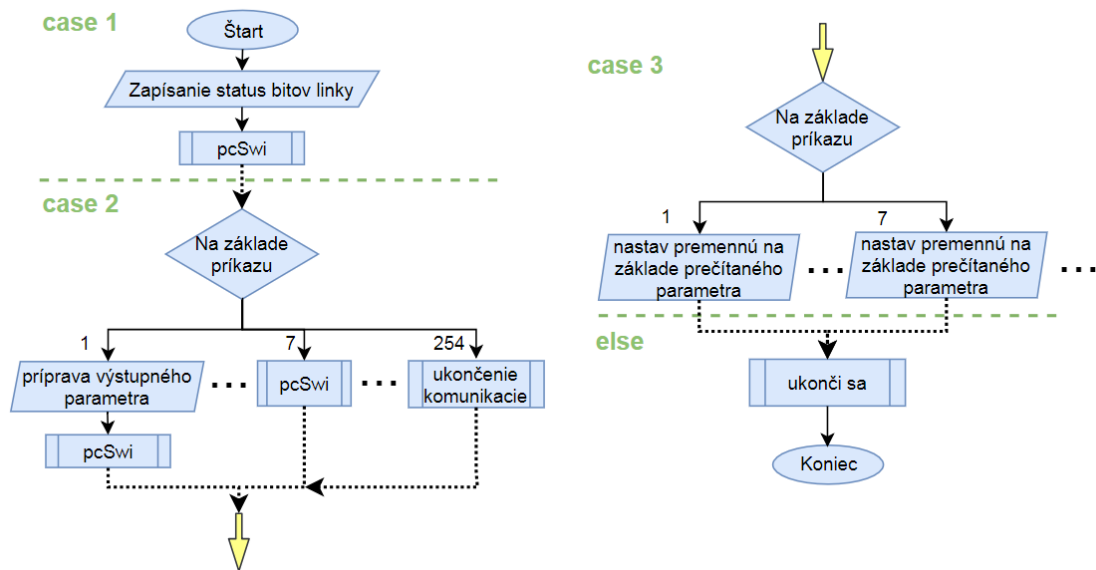 case 1
Štart
Zapísanie status bitov linky
pcSwi
case 2
Na základe
príkazu
1
7
254
príprava výstupného
parametra
...
pcSwi
...
ukončenie
komunikacie
pcSwi
case 3
Na základe
príkazu
1
7
nastav premennú na
základe prečítaného
parametra
...
nastav premennú na
základe prečítaného
parametra
...
else
ukonči sa
Koniec